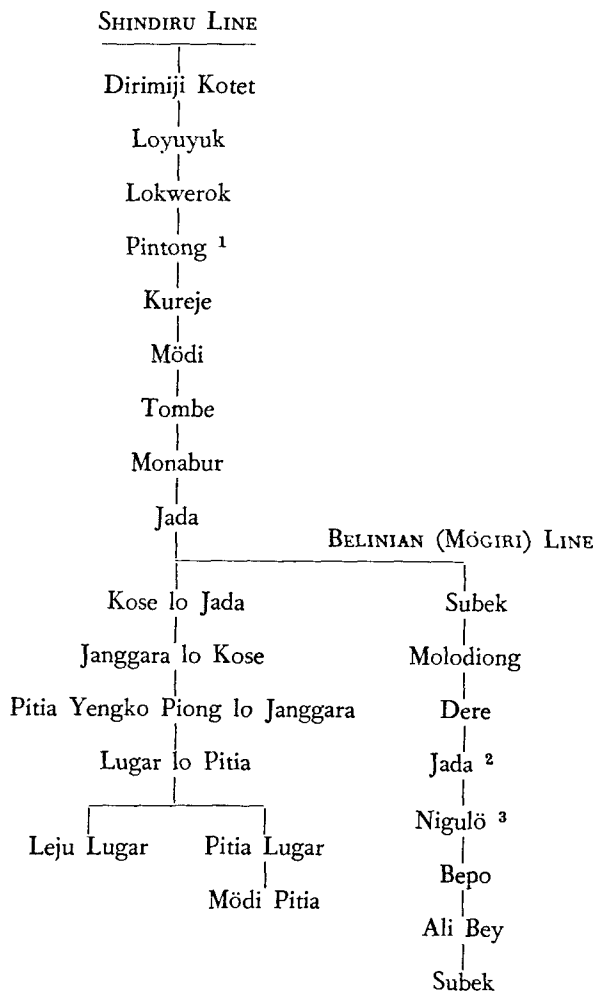 SHINDIRU LINE
Dirimiji Kotet
Loyuyuk
Lokwerok
Pintong ¹
Kureje
Mödi
Tombe
Monabur
Jada
BELINIAN (MÖGIRI) LINE
Kose lo Jada Subek
Janggara lo Kose Molodiong
Pitia Yengko Piong lo Janggara Dere
Lugar lo Pitia Jada ²
Nigulö ³
Leju Lugar Pitia Lugar
Bepo
Mödi Pitia
Ali Bey
Subek